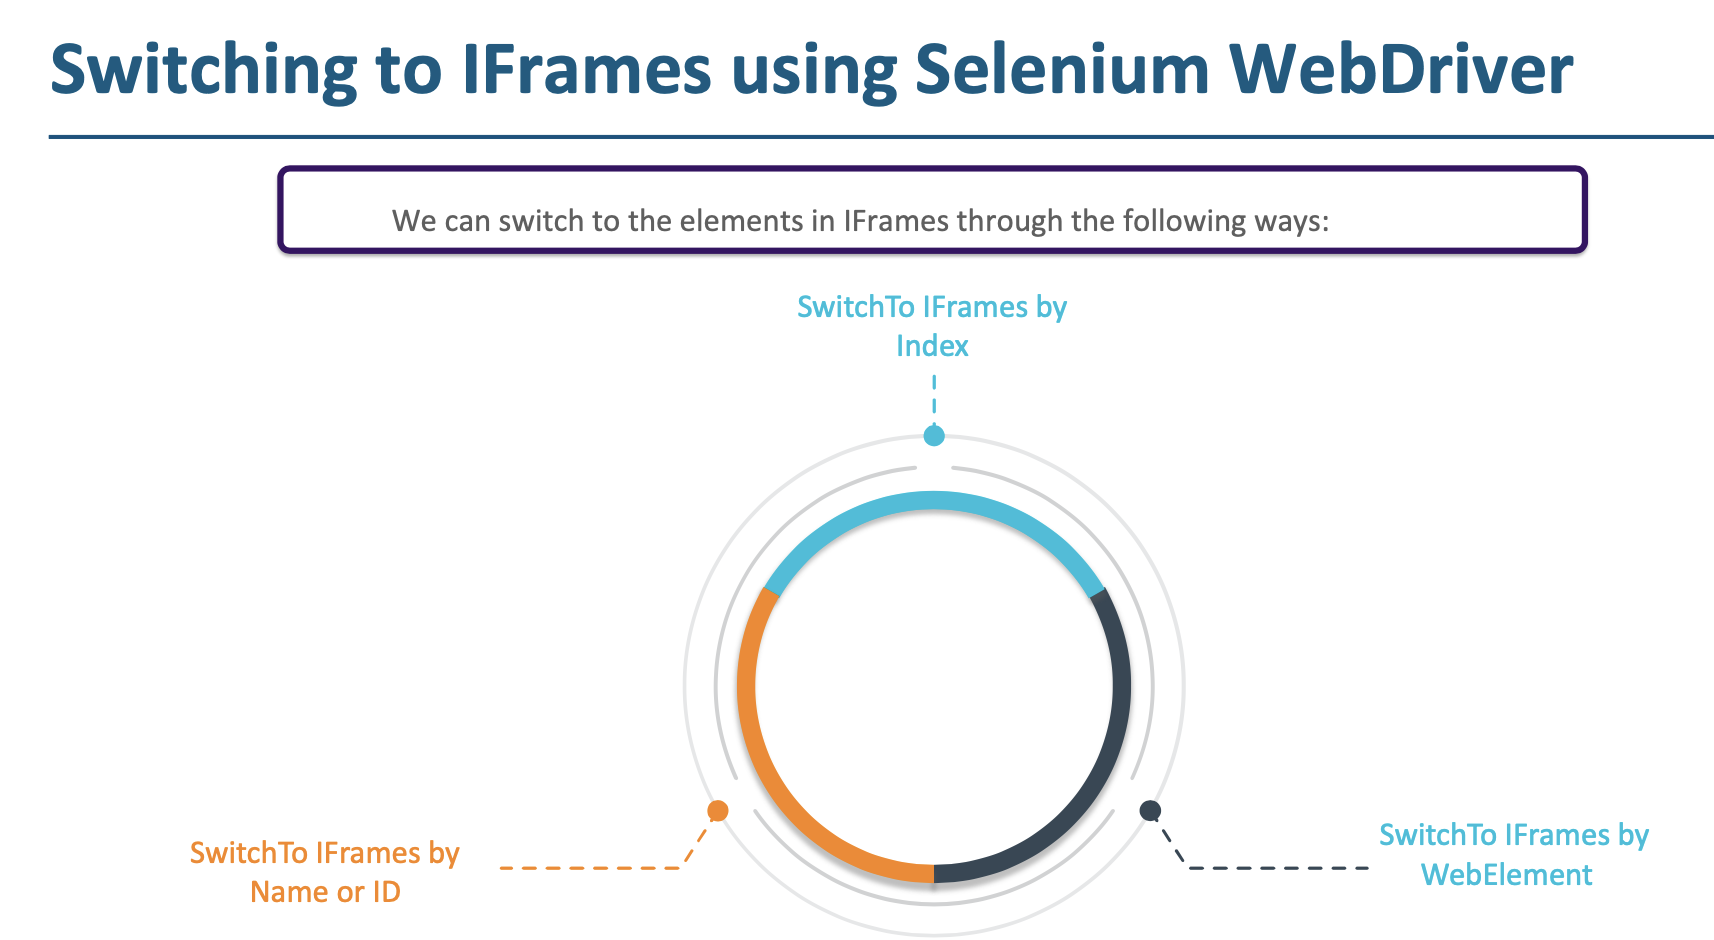 Switching to IFrames using Selenium WebDriver
We can switch to the elements in IFrames through the following ways:
SwitchTo IFrames by
Index
SwitchTo IFrames by
Name or ID
SwitchTo IFrames by
WebElement